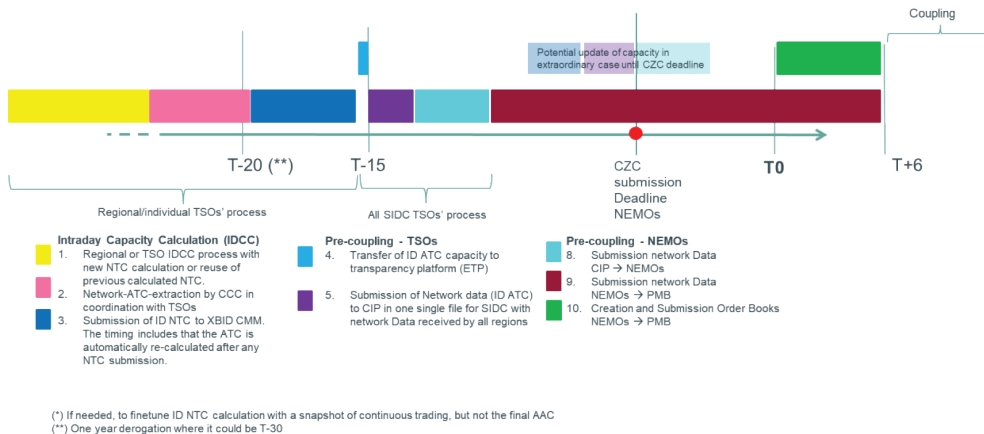 Coupling
Potential update of capacity in
extraordinary case until CZC deadline
T-20 (**)
T-15
CZC
submission
Deadline
NEMOs
T0
T+6
Regional/individual TSOs' process
All SIDC TSOs' process
Intraday Capacity Calculation (IDCC)
1. Regional or TSO IDCC process with
new NTC calculation or reuse of
previous calculated NTC.
2. Network-ATC-extraction by CCC in
coordination with TSOs
3. Submission of ID NTC to XBID CMM.
The timing includes that the ATC is
automatically re-calculated after any
NTC submission.
Pre-coupling - TSOs
4. Transfer of ID ATC capacity to
transparency platform (ETP)
5. Submission of Network data (ID ATC)
to CIP in one single file for SIDC with
network Data received by all regions
Pre-coupling - NEMOs
8. Submission network Data
CIP → NEMOs
9. Submission network Data
NEMOs → PMB
10. Creation and Submission Order Books
NEMOs → PMB
(*) If needed, to finetune ID NTC calculation with a snapshot of continuous trading, but not the final AAC
(**) One year derogation where it could be T-30